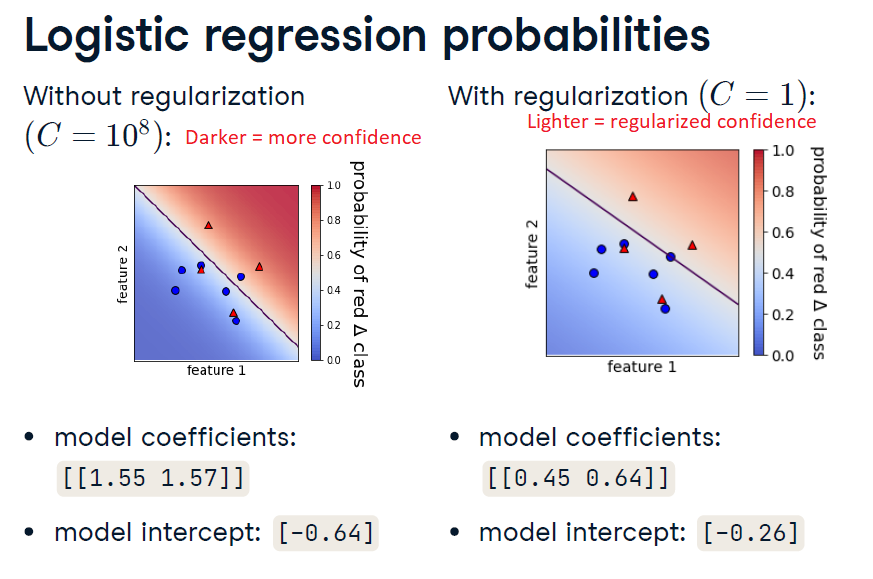 Logistic regression probabilities
Without regularization
(C = 10⁸): Darker = more confidence
With regularization (C = 1):
Lighter = regularized confidence
feature 2
feature 1
1.0
0.8
0.6
0.4
0.2
0.0
probability of red Δ class
feature 2
feature 1
1.0
0.8
0.6
0.4
0.2
0.0
probability of red Δ class
• model coefficients:
[[1.55 1.57]]
• model intercept: [-0.64]
• model coefficients:
[[0.45 0.64]]
• model intercept: [-0.26]